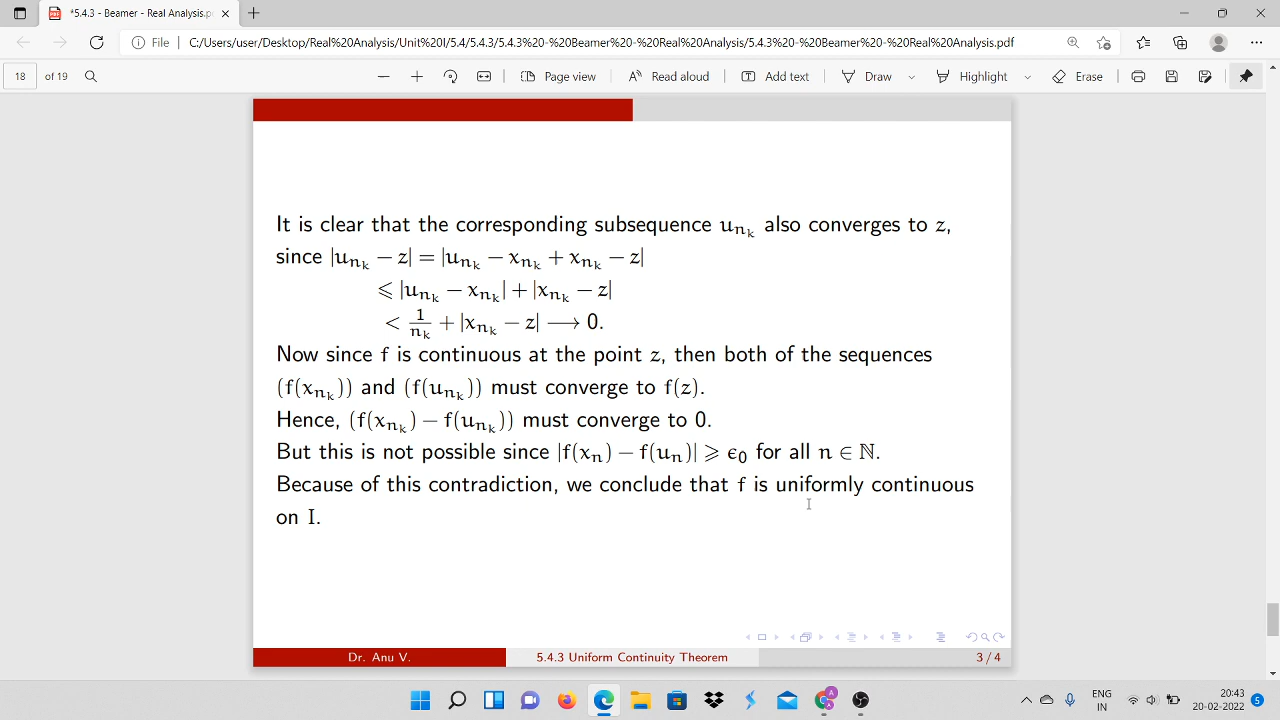 *5.4.3 - Beamer - Real Analysis.p
File C:/Users/user/Desktop/Real%20Analysis/Unit%20I/5.4/5.4.3/5.4.3%20-%20Beamer%20-%20Real%20Analysis/5.4.3%20-%20Beamer%20-%20Real%20Analysis.pdf
18 of 19 Page view Read aloud Add text Draw Highlight Erase
It is clear that the corresponding subsequence u_{n_k} also converges to z,
since |u_{n_k} − z| = |u_{n_k} − x_{n_k} + x_{n_k} − z|
⩽ |u_{n_k} − x_{n_k}| + |x_{n_k} − z|
< 1/n_k + |x_{n_k} − z| ⟶ 0.
Now since f is continuous at the point z, then both of the sequences
(f(x_{n_k})) and (f(u_{n_k})) must converge to f(z).
Hence, (f(x_{n_k}) − f(u_{n_k})) must converge to 0.
But this is not possible since |f(x_n) − f(u_n)| ⩾ ϵ_0 for all n ∈ ℕ.
Because of this contradiction, we conclude that f is uniformly continuous
on I.
Dr. Anu V. 5.4.3 Uniform Continuity Theorem 3 / 4
ENG
IN
20:43
20-02-2022
5